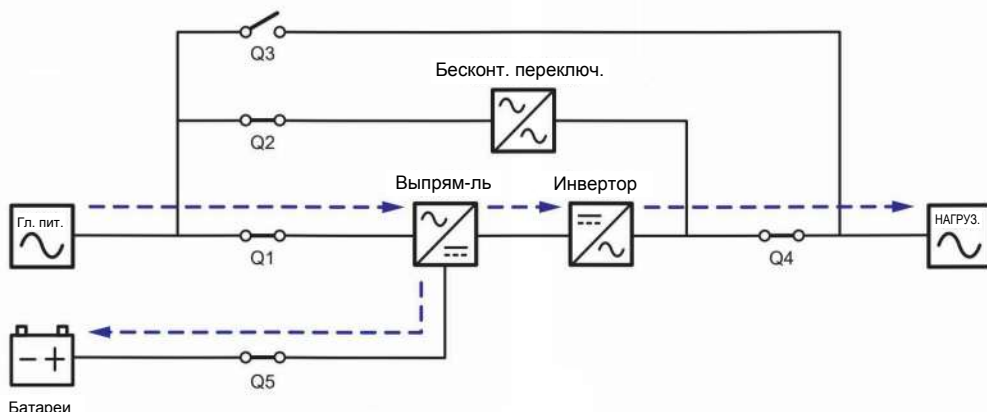 Q3
Бесконт. переключ.
Q2
Выпрям-ль
Инвертор
Гл. пит.
НАГРУЗ.
Q1
Q4
Q5
Батареи